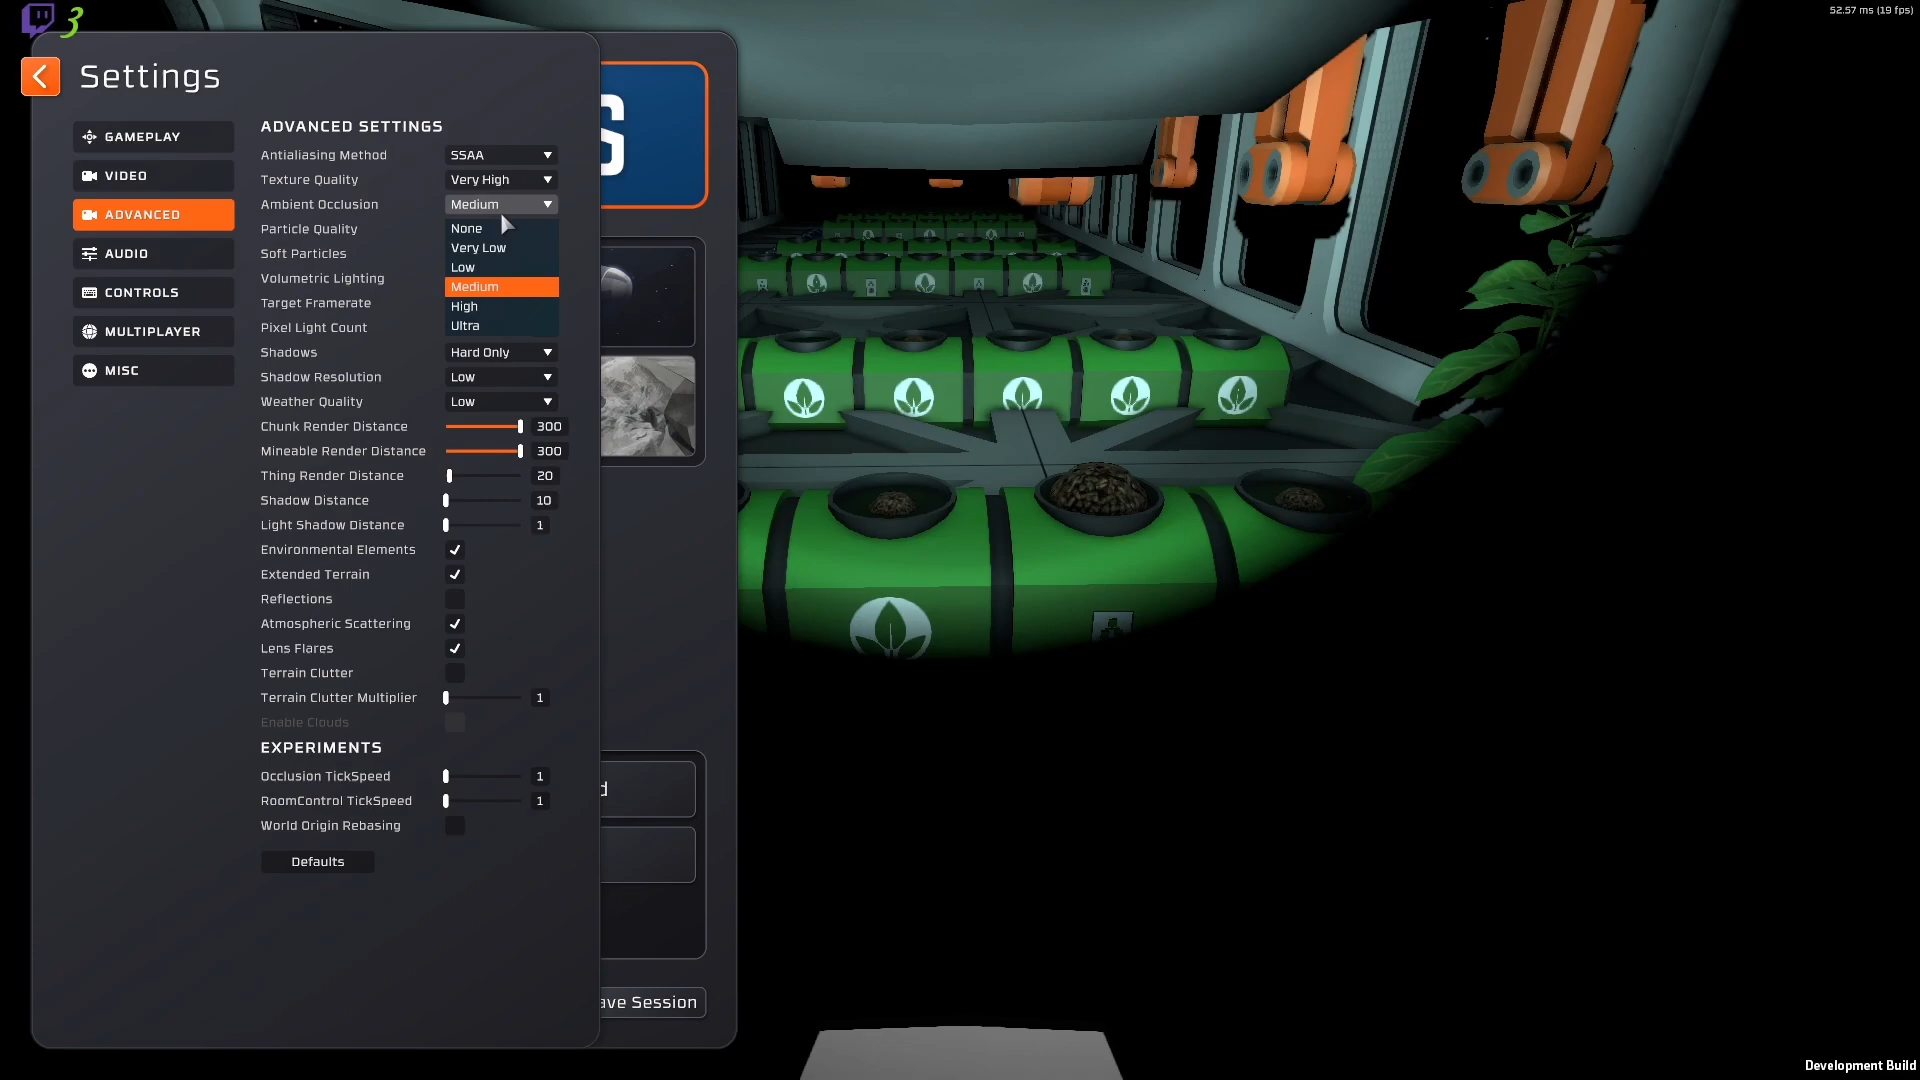 3
52.57 ms (19 fps)
Settings
S
GAMEPLAY
VIDEO
ADVANCED
AUDIO
CONTROLS
MULTIPLAYER
MISC
ADVANCED SETTINGS
Antialiasing Method SSAA
Texture Quality Very High
Ambient Occlusion Medium
Particle Quality None
Very Low
Soft Particles Low
Volumetric Lighting Medium
Target Framerate High
Pixel Light Count Ultra
Shadows Hard Only
Shadow Resolution Low
Weather Quality Low
Chunk Render Distance 300
Mineable Render Distance 300
Thing Render Distance 20
Shadow Distance 10
Light Shadow Distance 1
Environmental Elements
Extended Terrain
Reflections
Atmospheric Scattering
Lens Flares
Terrain Clutter
Terrain Clutter Multiplier 1
Enable Clouds
EXPERIMENTS
Occlusion TickSpeed 1
RoomControl TickSpeed 1
World Origin Rebasing
Defaults
d
ave Session
Development Build